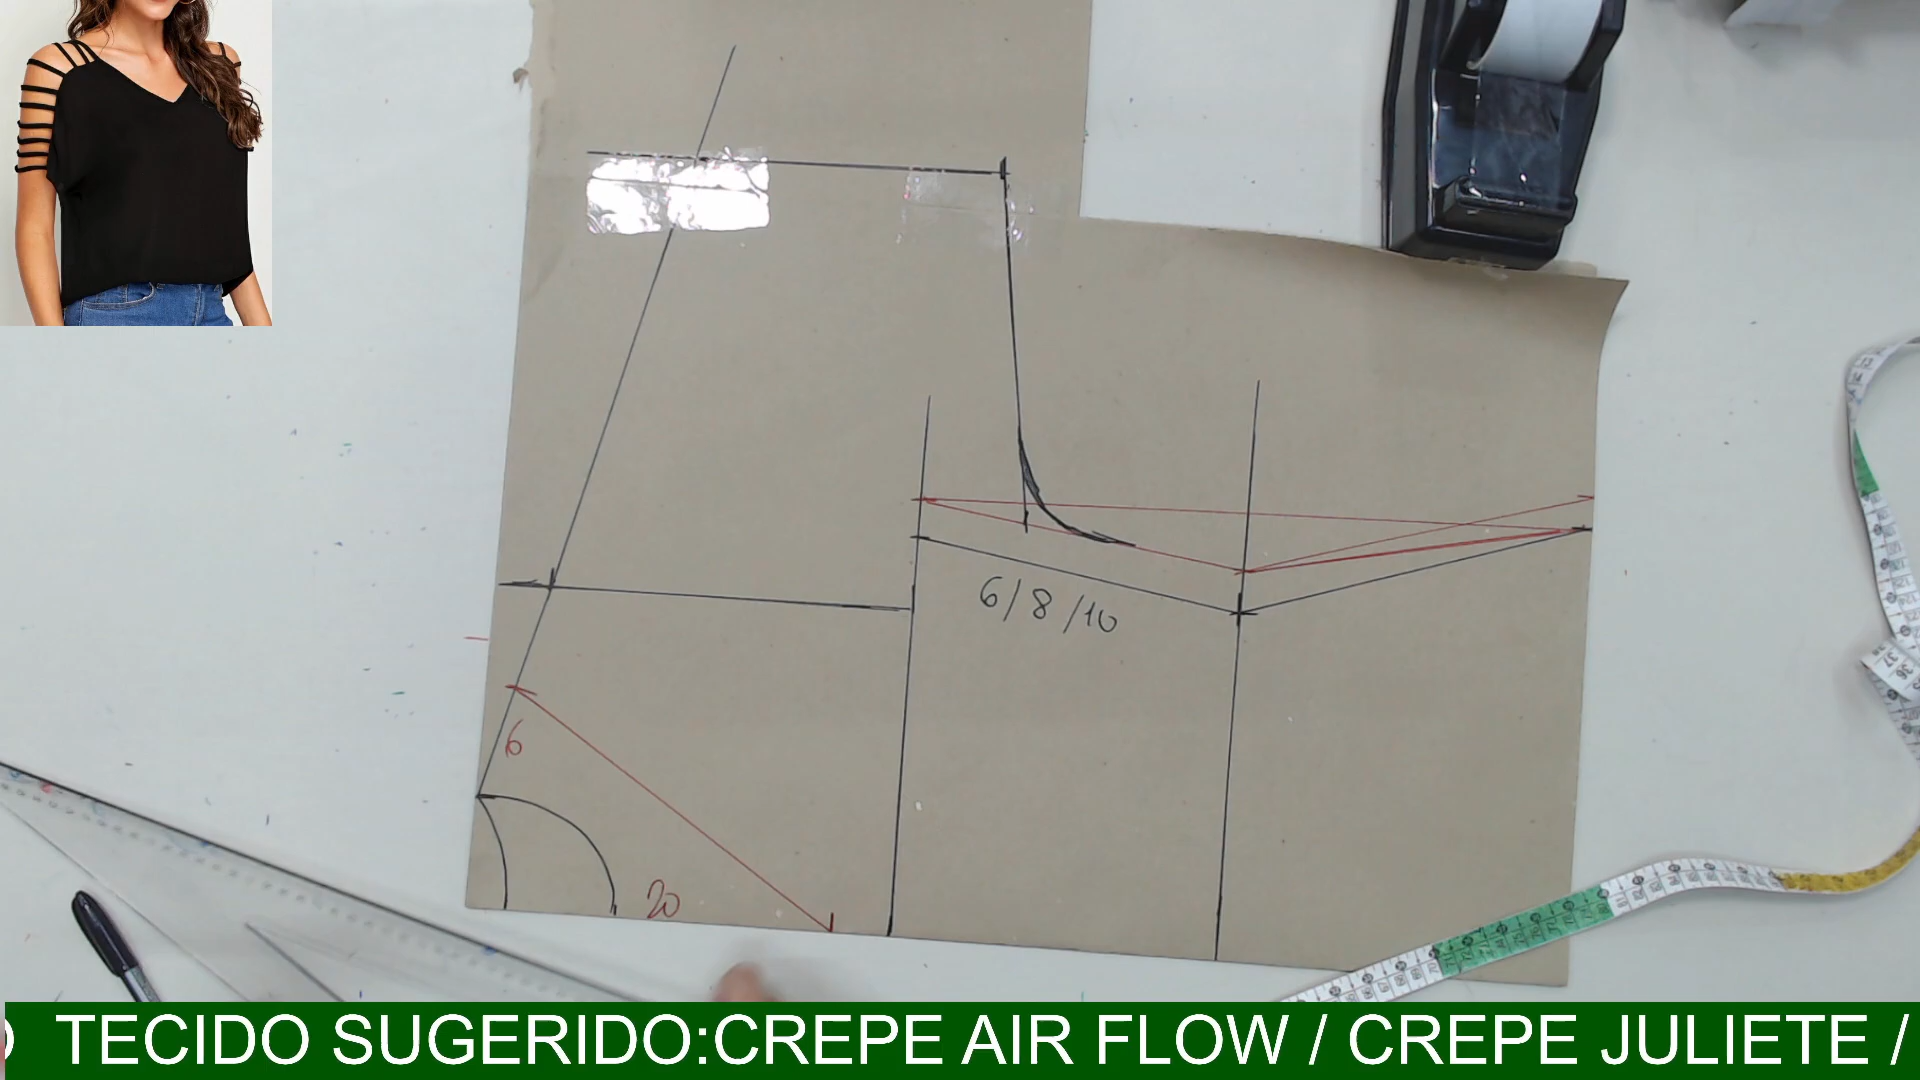 6/8/10
6
20
TECIDO SUGERIDO:CREPE AIR FLOW / CREPE JULIETE /